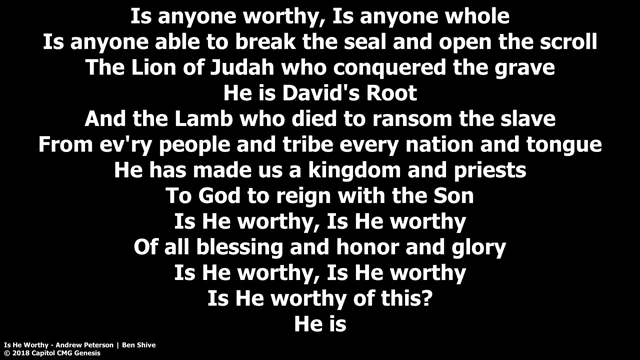 Is anyone worthy, Is anyone whole
Is anyone able to break the seal and open the scroll
The Lion of Judah who conquered the grave
He is David's Root
And the Lamb who died to ransom the slave
From ev'ry people and tribe every nation and tongue
He has made us a kingdom and priests
To God to reign with the Son
Is He worthy, Is He worthy
Of all blessing and honor and glory
Is He worthy, Is He worthy
Is He worthy of this?
He is
Is He Worthy - Andrew Peterson | Ben Shive
© 2018 Capitol CMG Genesis